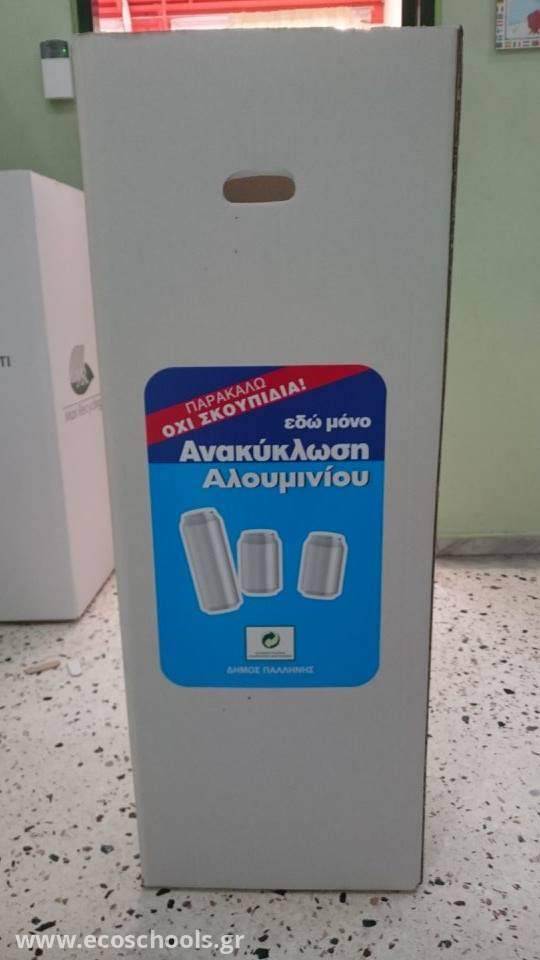 ΠΑΡΑΚΑΛΩ
ΟΧΙ ΣΚΟΥΠΙΔΙΑ!
εδώ μόνο
Ανακύκλωση
Αλουμινίου
ΔΗΜΟΣ ΠΑΛΛΗΝΗΣ
www.ecoschools.gr